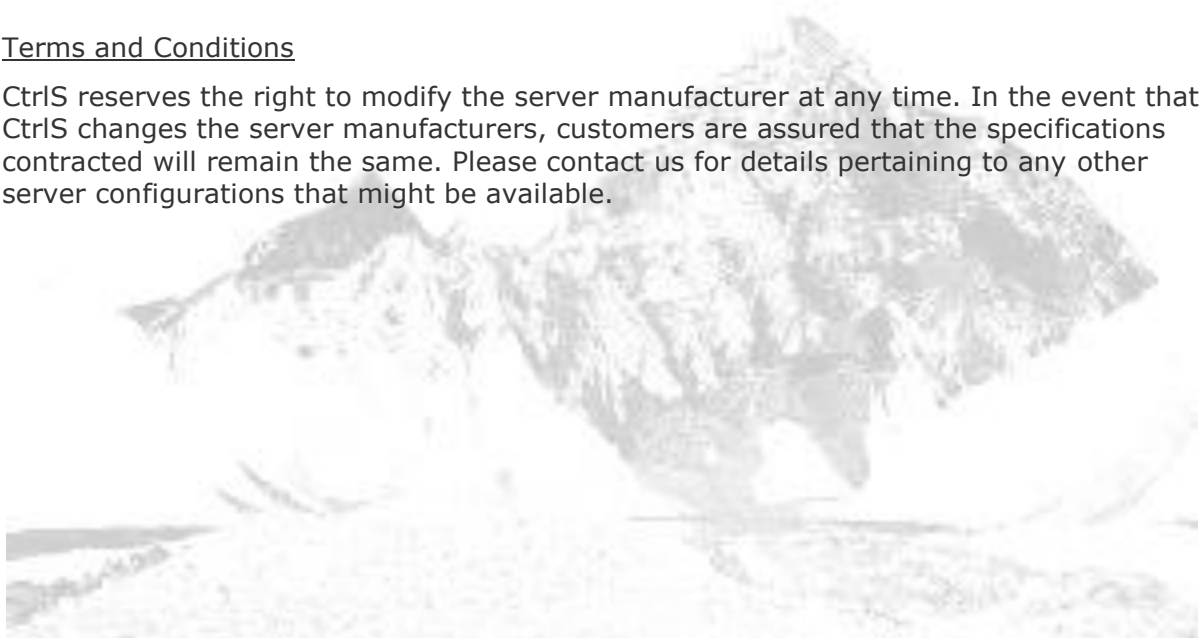 Terms and Conditions
CtrlS reserves the right to modify the server manufacturer at any time. In the event that
CtrlS changes the server manufacturers, customers are assured that the specifications
contracted will remain the same. Please contact us for details pertaining to any other
server configurations that might be available.